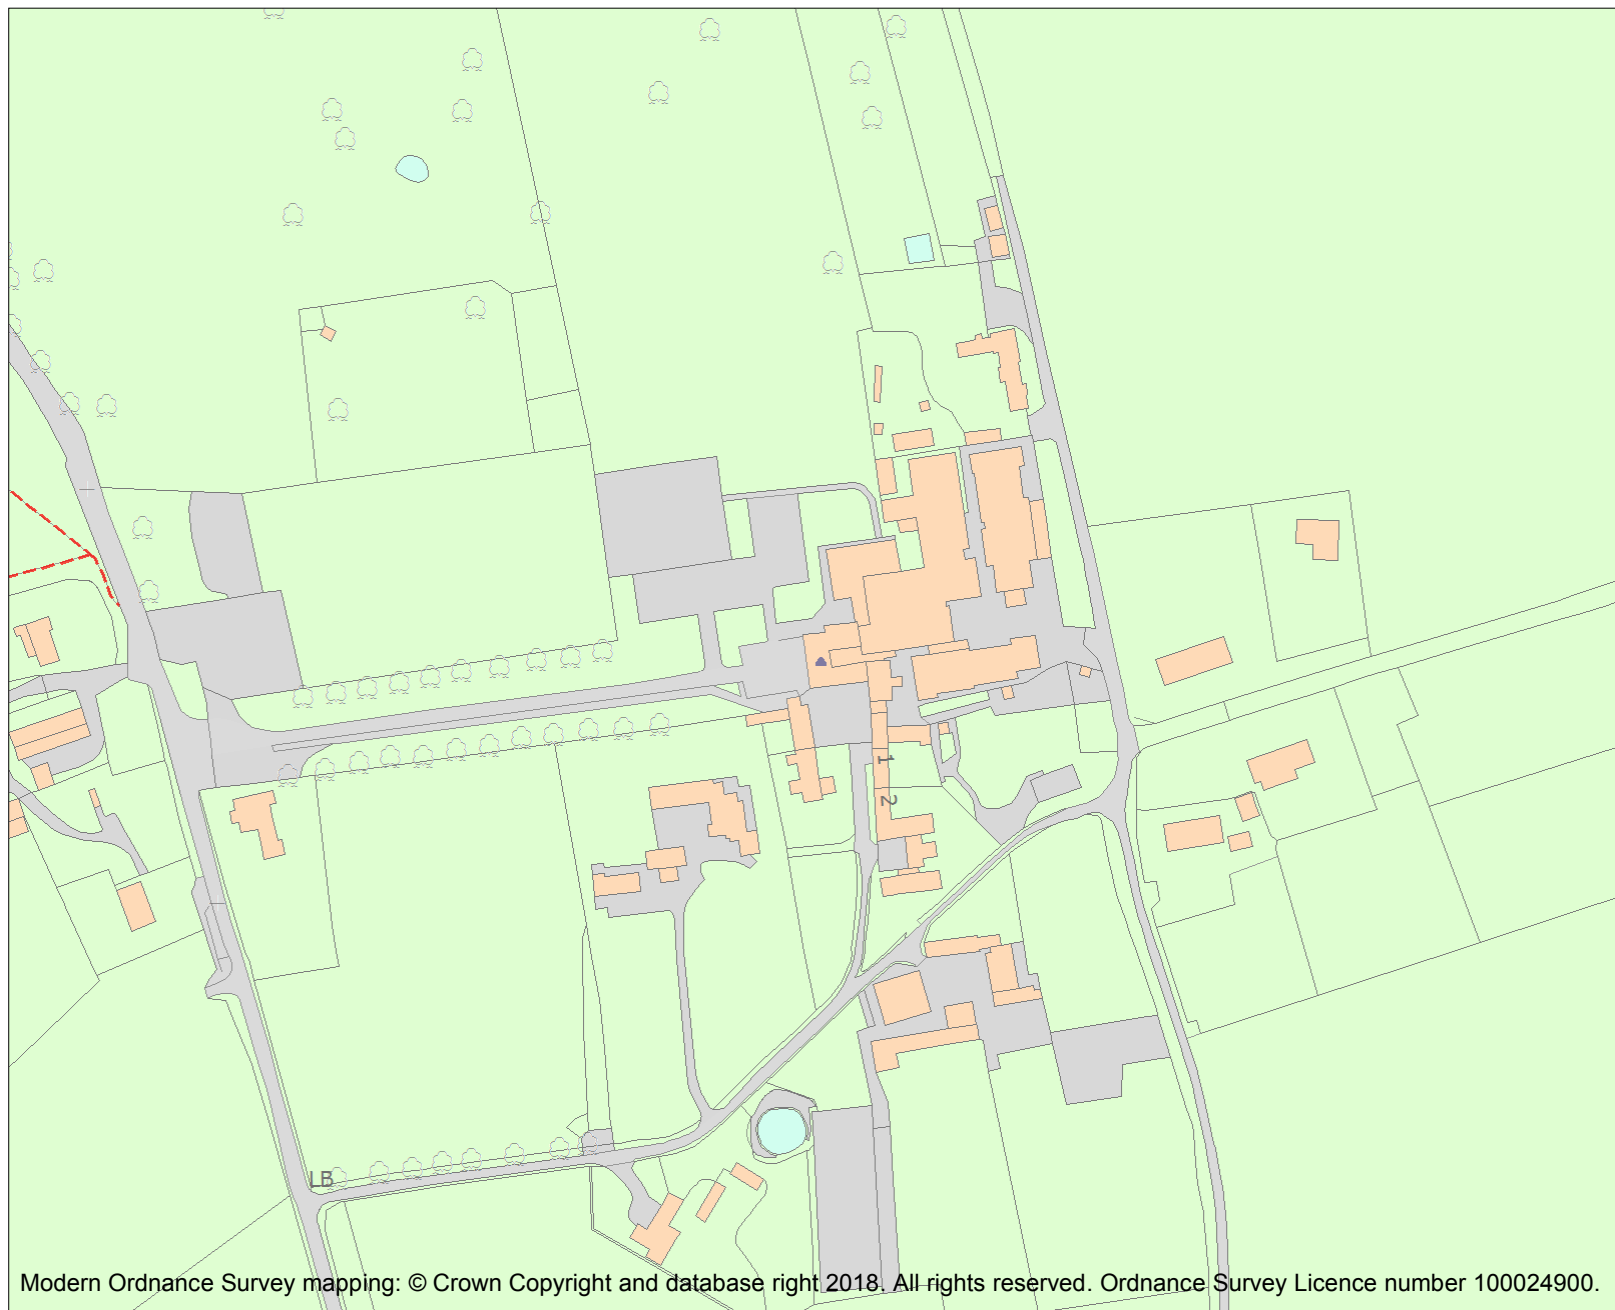 1
2
LB
Modern Ordnance Survey mapping: © Crown Copyright and database right 2018. All rights reserved. Ordnance Survey Licence number 100024900.